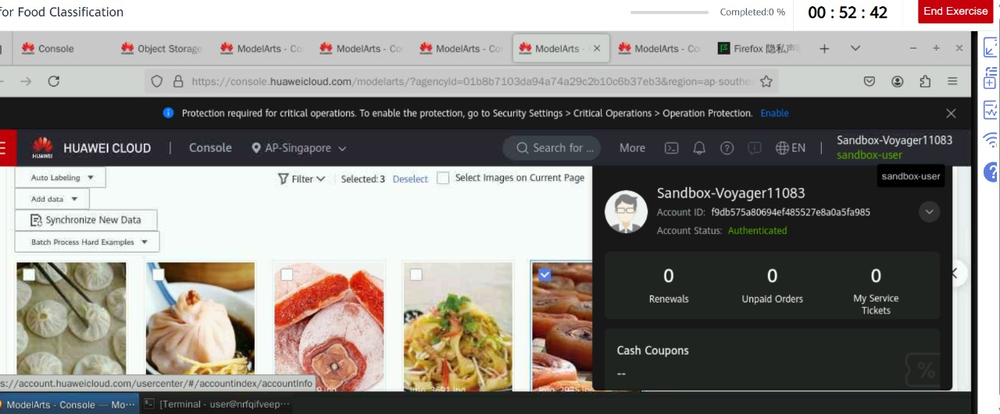 for Food Classification
Completed:0 %
00 : 52 : 42
End Exercise
Console
Object Storage
ModelArts - Co
ModelArts - Co
ModelArts - Co
ModelArts -
ModelArts - Co
Firefox 隐私声
https://console.huaweicloud.com/modelarts/?agencyId=01b8b7103da94a74a29c2b10c6b37eb3&region=ap-southe
Protection required for critical operations. To enable the protection, go to Security Settings > Critical Operations > Operation Protection. Enable
HUAWEI
HUAWEI CLOUD
Console
AP-Singapore
Search for ...
More
EN
Sandbox-Voyager11083
sandbox-user
sandbox-user
Auto Labeling
Filter
Selected: 3
Deselect
Select Images on Current Page
Add data
Synchronize New Data
Batch Process Hard Examples
Sandbox-Voyager11083
Account ID: f9db575a80694ef485527e8a0a5fa985
Account Status: Authenticated
0
Renewals
0
Unpaid Orders
0
My Service
Tickets
Cash Coupons
--
%
s://account.huaweicloud.com/usercenter/#/accountindex/accountInfo
ModelArts - Console — Mo···
[Terminal - user@nrfqifveep···